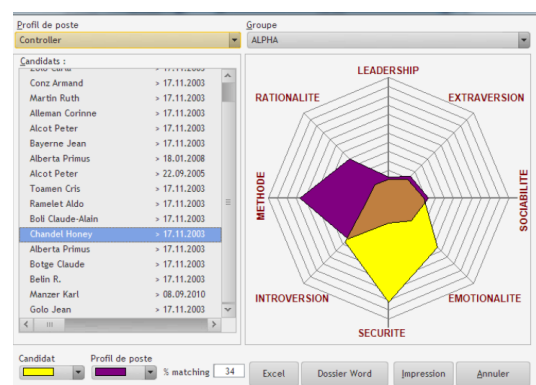 Profil de poste
Groupe
Controller
ALPHA
Candidats :
Conz Armand > 17.11.2003
Martin Ruth > 17.11.2003
Alleman Corinne > 17.11.2003
Alcot Peter > 17.11.2003
Bayerne Jean > 17.11.2003
Alberta Primus > 18.01.2008
Alcot Peter > 22.09.2005
Toamen Cris > 17.11.2003
Ramelet Aldo > 17.11.2003
Boli Claude-Alain > 17.11.2003
Chandel Honey > 17.11.2003
Alberta Primus > 17.11.2003
Botge Claude > 17.11.2003
Belin R. > 17.11.2003
Manzer Karl > 08.09.2010
Golo Jean > 17.11.2003
LEADERSHIP
RATIONALITE
EXTRAVERSION
METHODE
SOCIABILITE
INTROVERSION
EMOTIONALITE
SECURITE
Candidat
Profil de poste
% matching 34
Excel
Dossier Word
Impression
Annuler